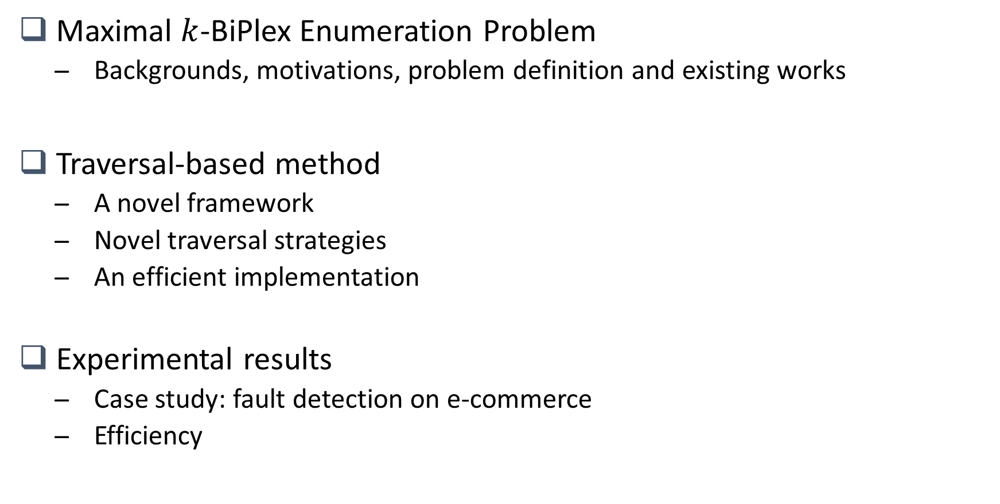 ❑ Maximal k-BiPlex Enumeration Problem
– Backgrounds, motivations, problem definition and existing works
❑ Traversal-based method
– A novel framework
– Novel traversal strategies
– An efficient implementation
❑ Experimental results
– Case study: fault detection on e-commerce
– Efficiency